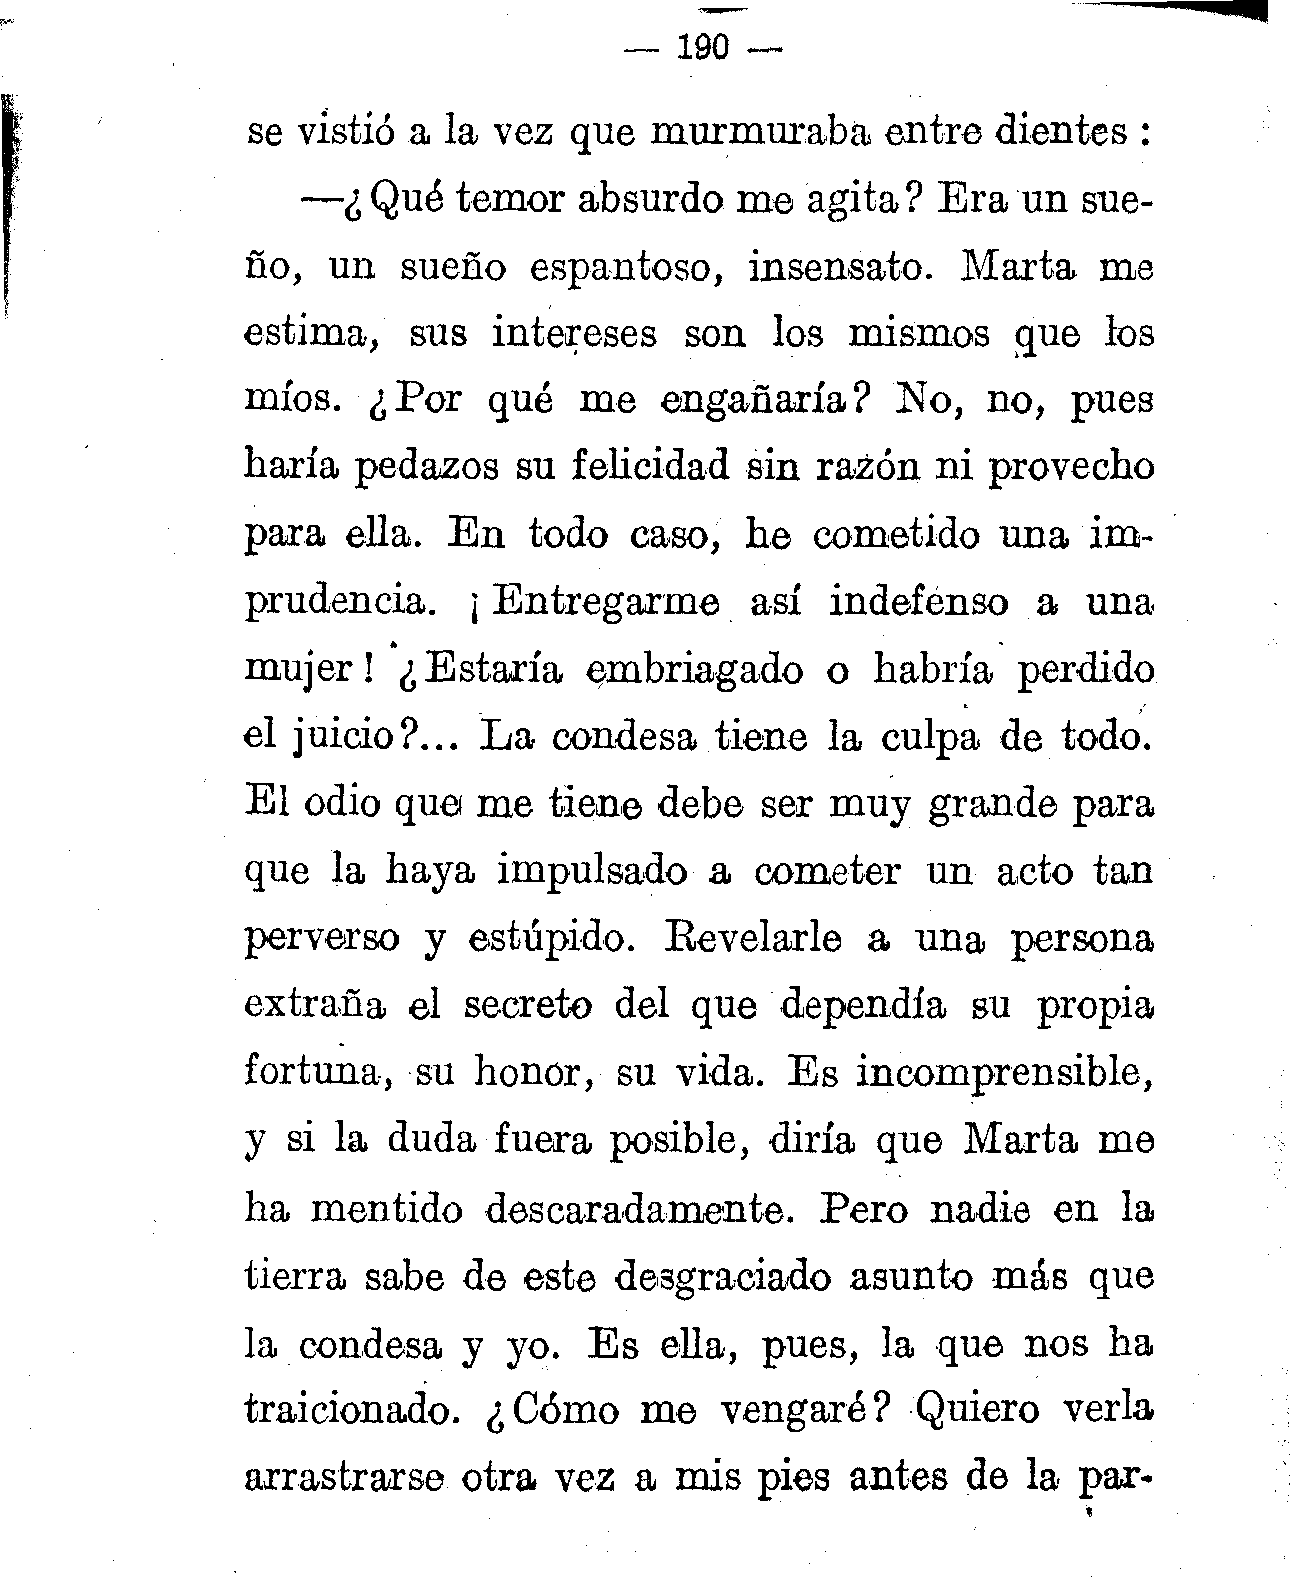 — 190 —
se vistió a la vez que murmuraba entre dientes :
—¿Qué temor absurdo me agita? Era un sue-
ño, un sueño espantoso, insensato. Marta me
estima, sus intereses son los mismos que los
míos. ¿Por qué me engañaría? No, no, pues
haría pedazos su felicidad sin razón ni provecho
para ella. En todo caso, he cometido una im-
prudencia. ¡Entregarme así indefenso a una
mujer! ¿Estaría embriagado o habría perdido
el juicio?... La condesa tiene la culpa de todo.
El odio que me tiene debe ser muy grande para
que la haya impulsado a cometer un acto tan
perverso y estúpido. Revelarle a una persona
extraña el secreto del que dependía su propia
fortuna, su honor, su vida. Es incomprensible,
y si la duda fuera posible, diría que Marta me
ha mentido descaradamente. Pero nadie en la
tierra sabe de este desgraciado asunto más que
la condesa y yo. Es ella, pues, la que nos ha
traicionado. ¿Cómo me vengaré? Quiero verla
arrastrarse otra vez a mis pies antes de la par-